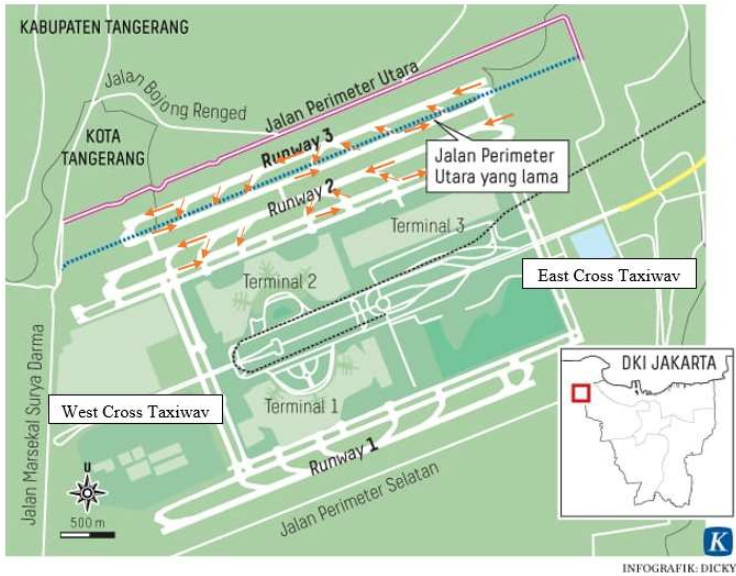 KABUPATEN TANGERANG
Jalan Bojong Renged
Jalan Perimeter Utara
KOTA
TANGERANG
Runway 3
Jalan Perimeter
Utara yang lama
Runway 2
Terminal 3
Terminal 2
East Cross Taxiway
DKI JAKARTA
West Cross Taxiway
Terminal 1
Runway 1
Jalan Marsekal Surya Darma
U
500 m
Jalan Perimeter Selatan
K
INFOGRAFIK: DICKY